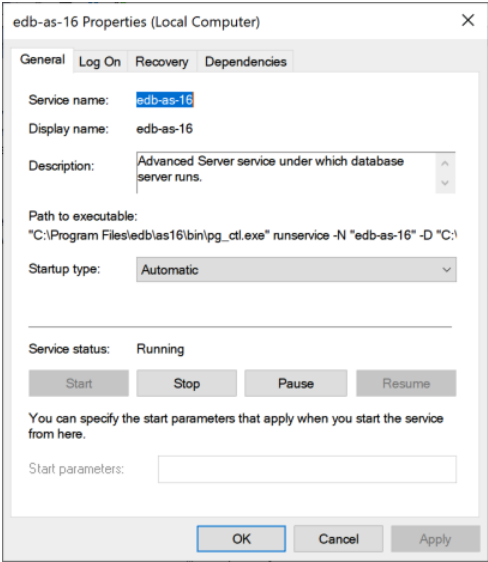 edb-as-16 Properties (Local Computer)
General Log On Recovery Dependencies
Service name: edb-as-16
Display name: edb-as-16
Description: Advanced Server service under which database
server runs.
Path to executable:
"C:\Program Files\edb\as16\bin\pg_ctl.exe" runservice -N "edb-as-16" -D "C:\
Startup type: Automatic
Service status: Running
Start Stop Pause Resume
You can specify the start parameters that apply when you start the service
from here.
Start parameters:
OK Cancel Apply